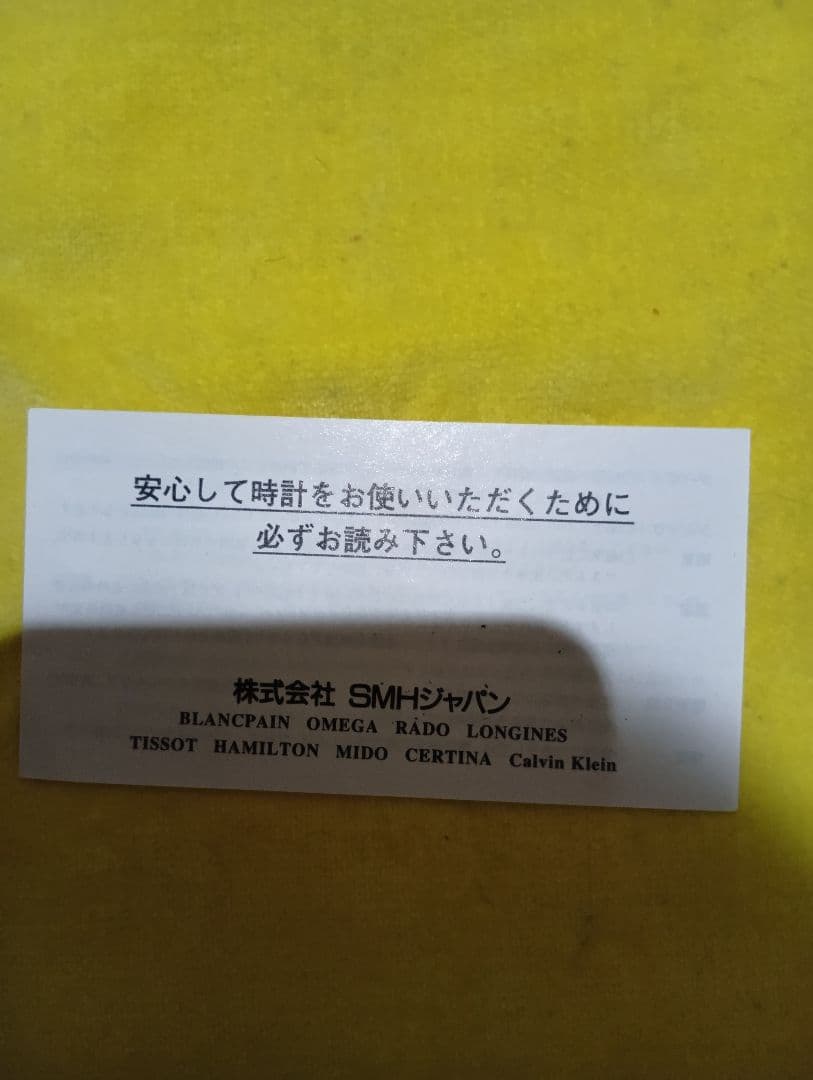 安心して時計をお使いいただくために
必ずお読み下さい。
株式会社 SMHジャパン
BLANCPAIN OMEGA RADO LONGINES
TISSOT HAMILTON MIDO CERTINA Calvin Klein